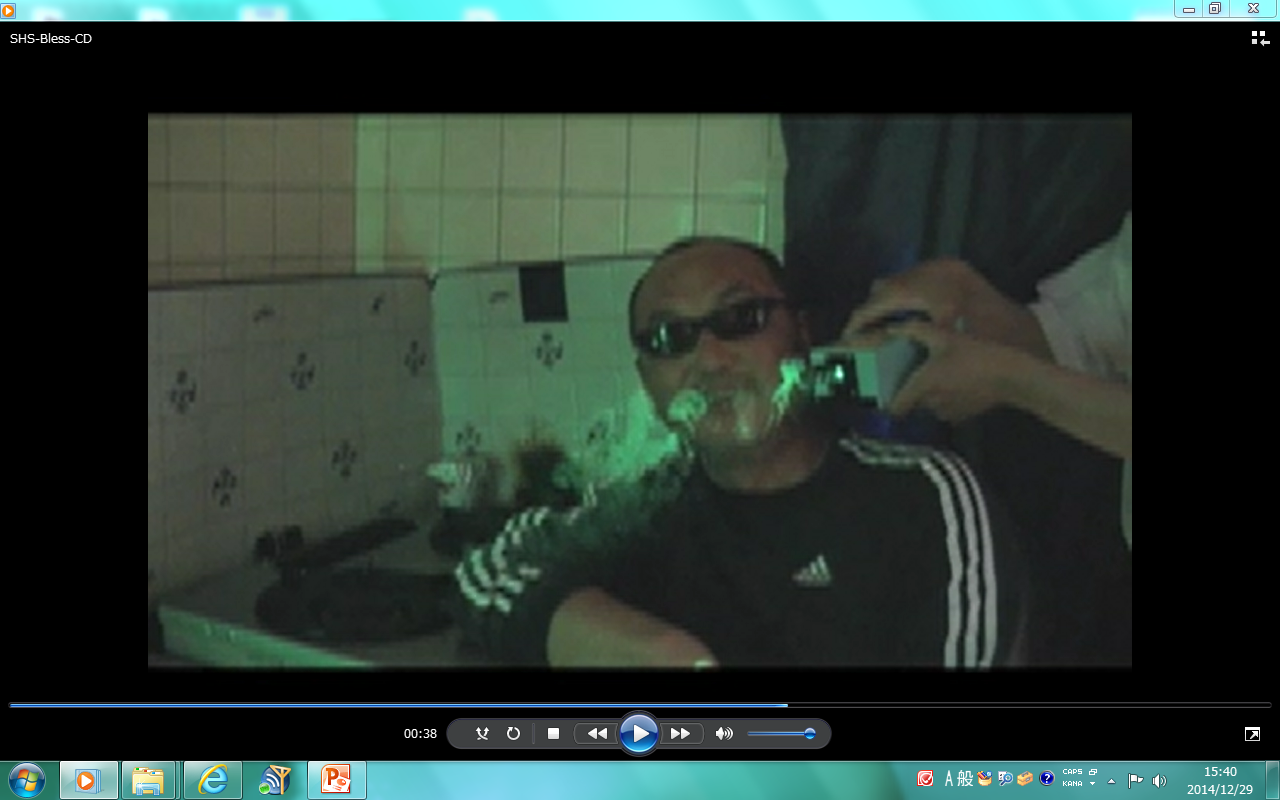 SHS-Bless-CD
adidas
00:38
A 般
CAPS
KANA
15:40
2014/12/29